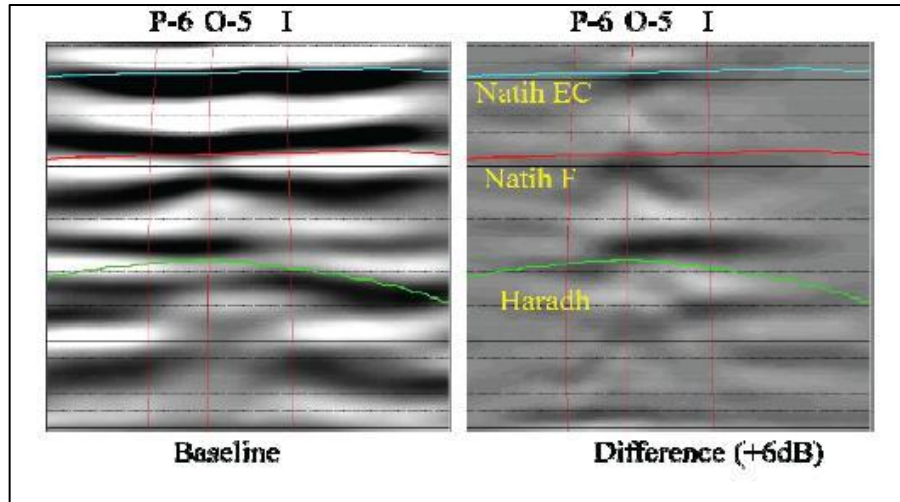 P-6 O-5 I
P-6 O-5 I
Natih EC
Natih F
Haradh
Baseline
Difference (+6dB)